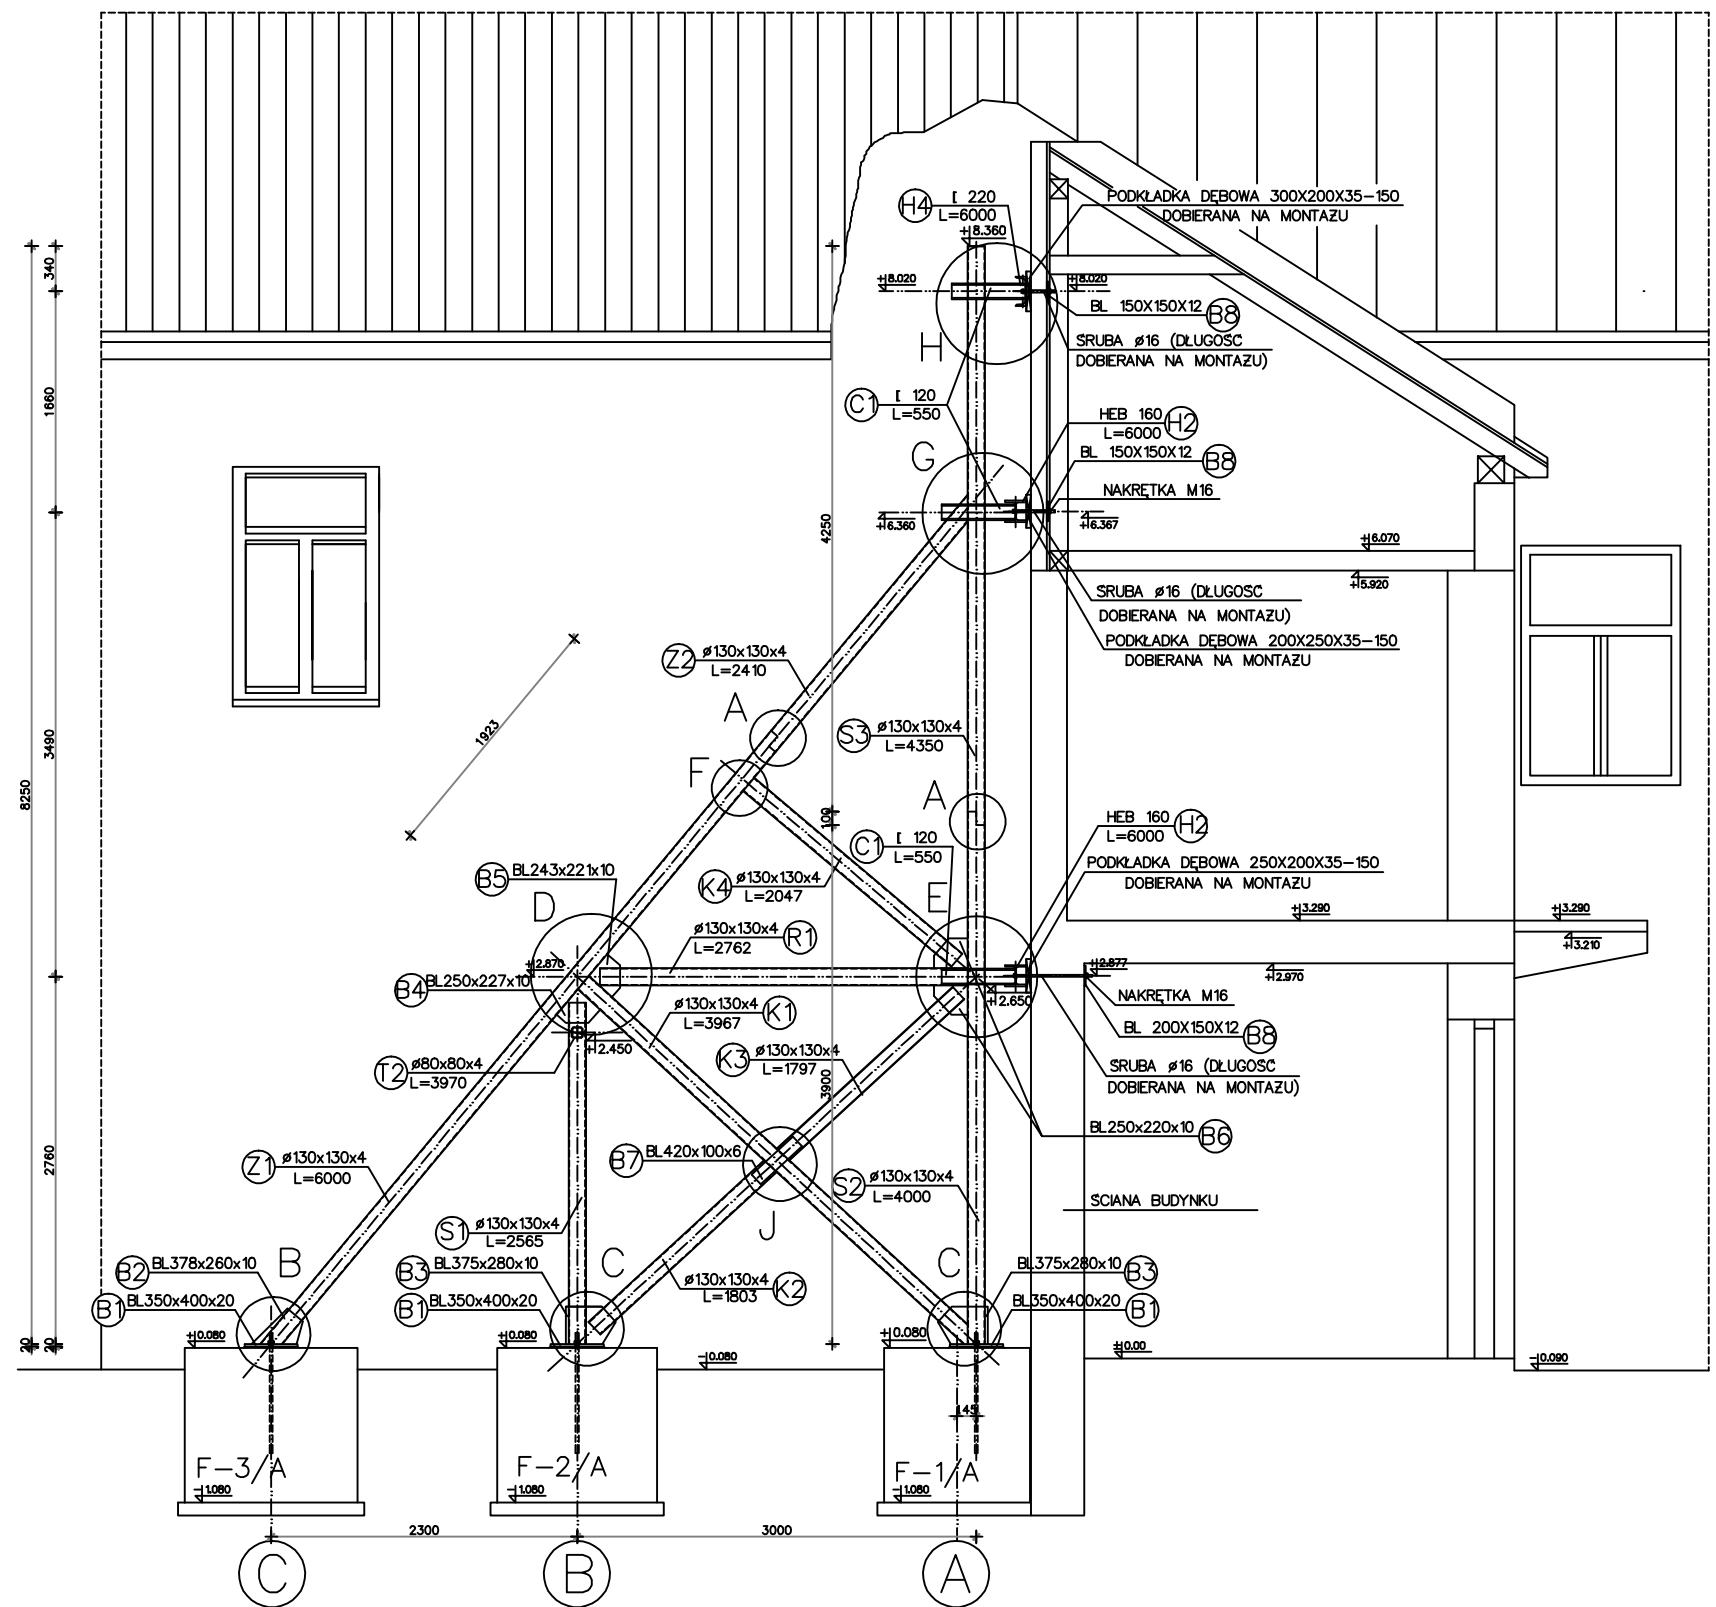 H4
[ 220
L=6000
+8.360
PODKŁADKA DĘBOWA 300X200X35-150
DOBIERANA NA MONTAZU
+8.020
+8.020
BL 150X150X12
B8
H
SRUBA ø16 (DŁUGOSC
DOBIERANA NA MONTAZU)
C1
[ 120
L=550
HEB 160
L=6000
H2
G
BL 150X150X12
B8
NAKRĘTKA M16
+6.360
+6.367
+6.070
+5.920
SRUBA ø16 (DŁUGOSC
DOBIERANA NA MONTAZU)
PODKŁADKA DĘBOWA 200X250X35-150
DOBIERANA NA MONTAZU
340
1660
3490
2760
8250
20
20
4250
100
3900
1923
Z2
ø130x130x4
L=2410
A
F
S3
ø130x130x4
L=4350
A
C1
[ 120
L=550
HEB 160
L=6000
H2
PODKŁADKA DĘBOWA 250X200X35-150
DOBIERANA NA MONTAZU
B5
BL243x221x10
K4
ø130x130x4
L=2047
D
E
ø130x130x4
L=2762
R1
+3.290
+3.290
+3.210
+2.870
+2.877
+2.970
+2.650
B4
BL250x227x10
ø130x130x4
L=3967
K1
NAKRĘTKA M16
BL 200X150X12
B8
+2.450
T2
ø80x80x4
L=3970
K3
ø130x130x4
L=1797
SRUBA ø16 (DŁUGOSC
DOBIERANA NA MONTAZU)
BL250x220x10
B6
Z1
ø130x130x4
L=6000
B7
BL420x100x6
S2
ø130x130x4
L=4000
SCIANA BUDYNKU
J
S1
ø130x130x4
L=2565
B2
BL378x260x10
B
B3
BL375x280x10
C
C
BL375x280x10
B3
B1
BL350x400x20
B1
BL350x400x20
ø130x130x4
L=1803
K2
BL350x400x20
B1
+0.080
+0.080
-0.080
+0.080
±0.00
-0.090
145
F-3/A
F-2/A
F-1/A
-1.080
-1.080
-1.080
2300
3000
C
B
A